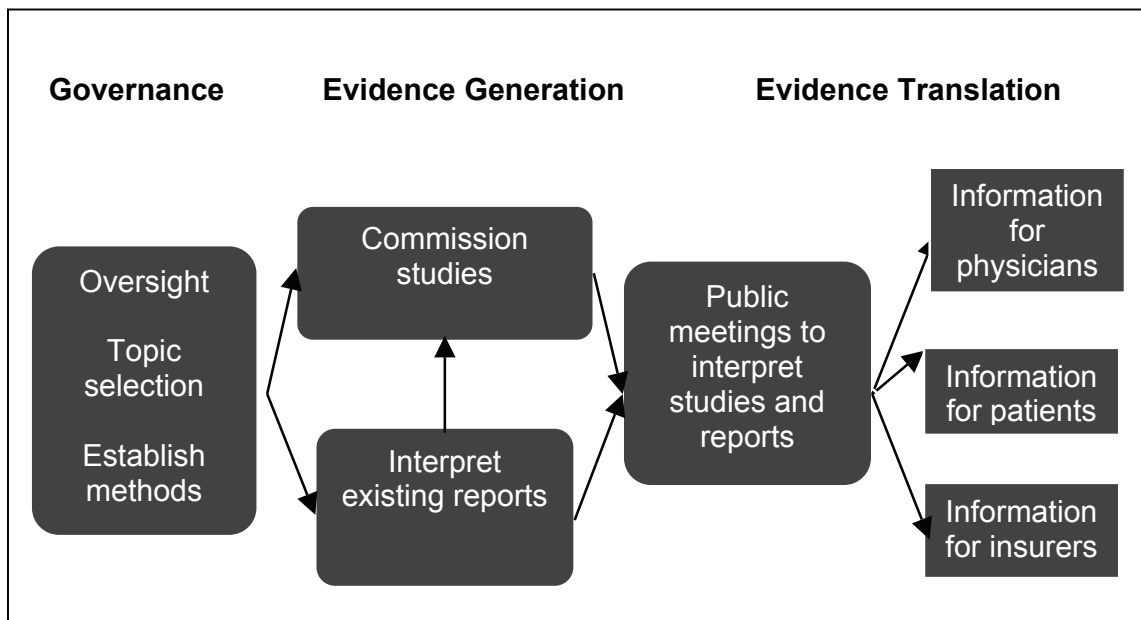 Governance
Evidence Generation
Evidence Translation
Oversight
Topic
selection
Establish
methods
Commission
studies
Interpret
existing reports
Public
meetings to
interpret
studies and
reports
Information
for
physicians
Information
for patients
Information
for insurers